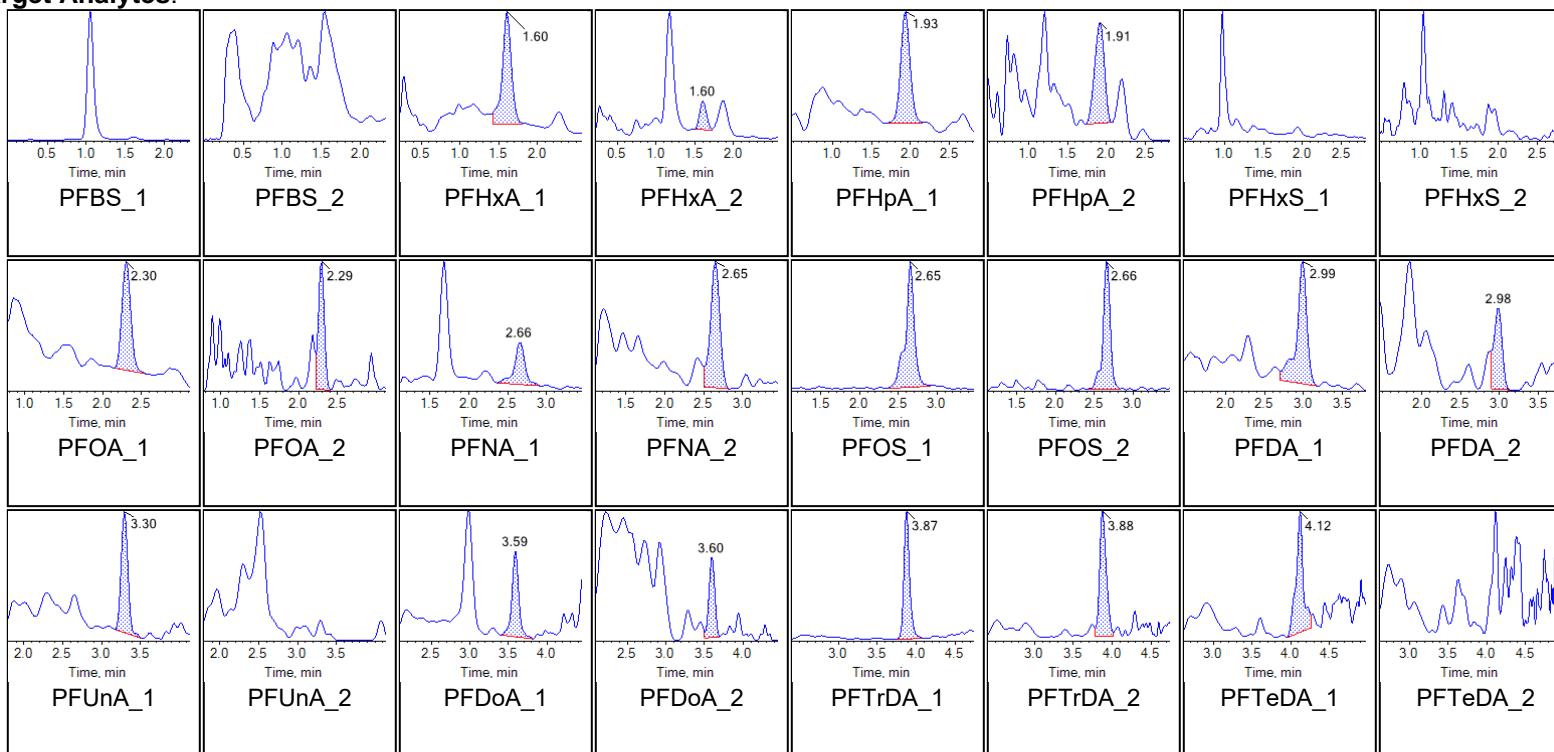 rget Analytes:
1.60 1.60 1.93 1.91
0.5 1.0 1.5 2.0 0.5 1.0 1.5 2.0 0.5 1.0 1.5 2.0 0.5 1.0 1.5 2.0 1.0 1.5 2.0 2.5 1.0 1.5 2.0 2.5 1.0 1.5 2.0 2.5 1.0 1.5 2.0 2.5
Time, min Time, min Time, min Time, min Time, min Time, min Time, min Time, min
PFBS_1 PFBS_2 PFHxA_1 PFHxA_2 PFHpA_1 PFHpA_2 PFHxS_1 PFHxS_2
2.30 2.29 2.66 2.65 2.65 2.66 2.99 2.98
1.0 1.5 2.0 2.5 1.0 1.5 2.0 2.5 1.5 2.0 2.5 3.0 1.5 2.0 2.5 3.0 1.5 2.0 2.5 3.0 1.5 2.0 2.5 3.0 2.0 2.5 3.0 3.5 2.0 2.5 3.0 3.5
Time, min Time, min Time, min Time, min Time, min Time, min Time, min Time, min
PFOA_1 PFOA_2 PFNA_1 PFNA_2 PFOS_1 PFOS_2 PFDA_1 PFDA_2
3.30 3.59 3.60 3.87 3.88 4.12
2.0 2.5 3.0 3.5 2.0 2.5 3.0 3.5 2.5 3.0 3.5 4.0 2.5 3.0 3.5 4.0 3.0 3.5 4.0 4.5 3.0 3.5 4.0 4.5 3.0 3.5 4.0 4.5 3.0 3.5 4.0 4.5
Time, min Time, min Time, min Time, min Time, min Time, min Time, min Time, min
PFUnA_1 PFUnA_2 PFDoA_1 PFDoA_2 PFTrDA_1 PFTrDA_2 PFTeDA_1 PFTeDA_2